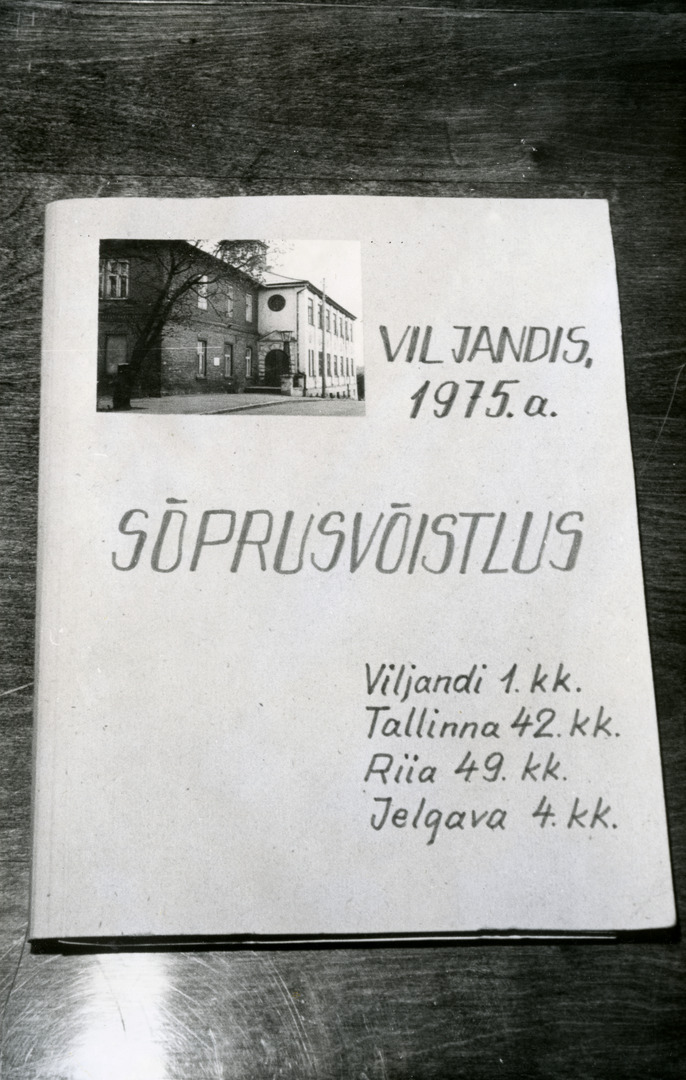 VILJANDIS,
1975. a.
SÕPRUSVÕISTLUS
Viljandi 1. kk.
Tallinna 42. kk.
Riia 49. kk.
Jelgava 4. kk.